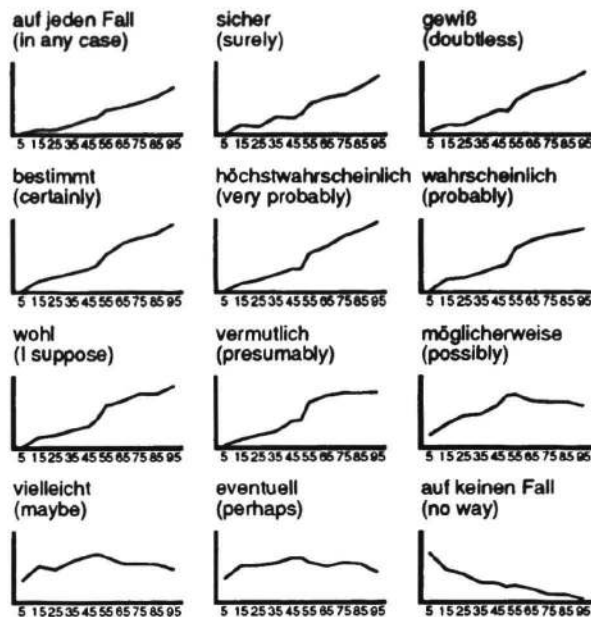 auf jeden Fall
(in any case)
sicher
(surely)
gewiß
(doubtless)
5 15 25 35 45 55 65 75 85 95
5 15 25 35 45 55 65 75 85 95
5 15 25 35 45 55 65 75 85 95
bestimmt
(certainly)
höchstwahrscheinlich
(very probably)
wahrscheinlich
(probably)
5 15 25 35 45 55 65 75 85 95
5 15 25 35 45 55 65 75 85 95
5 15 25 35 45 55 65 75 85 95
wohl
(I suppose)
vermutlich
(presumably)
möglicherweise
(possibly)
5 15 25 35 45 55 65 75 85 95
5 15 25 35 45 55 65 75 85 95
5 15 25 35 45 55 65 75 85 95
vielleicht
(maybe)
eventuell
(perhaps)
auf keinen Fall
(no way)
5 15 25 35 45 55 65 75 85 95
5 15 25 35 45 55 65 75 85 95
5 15 25 35 45 55 65 75 85 95